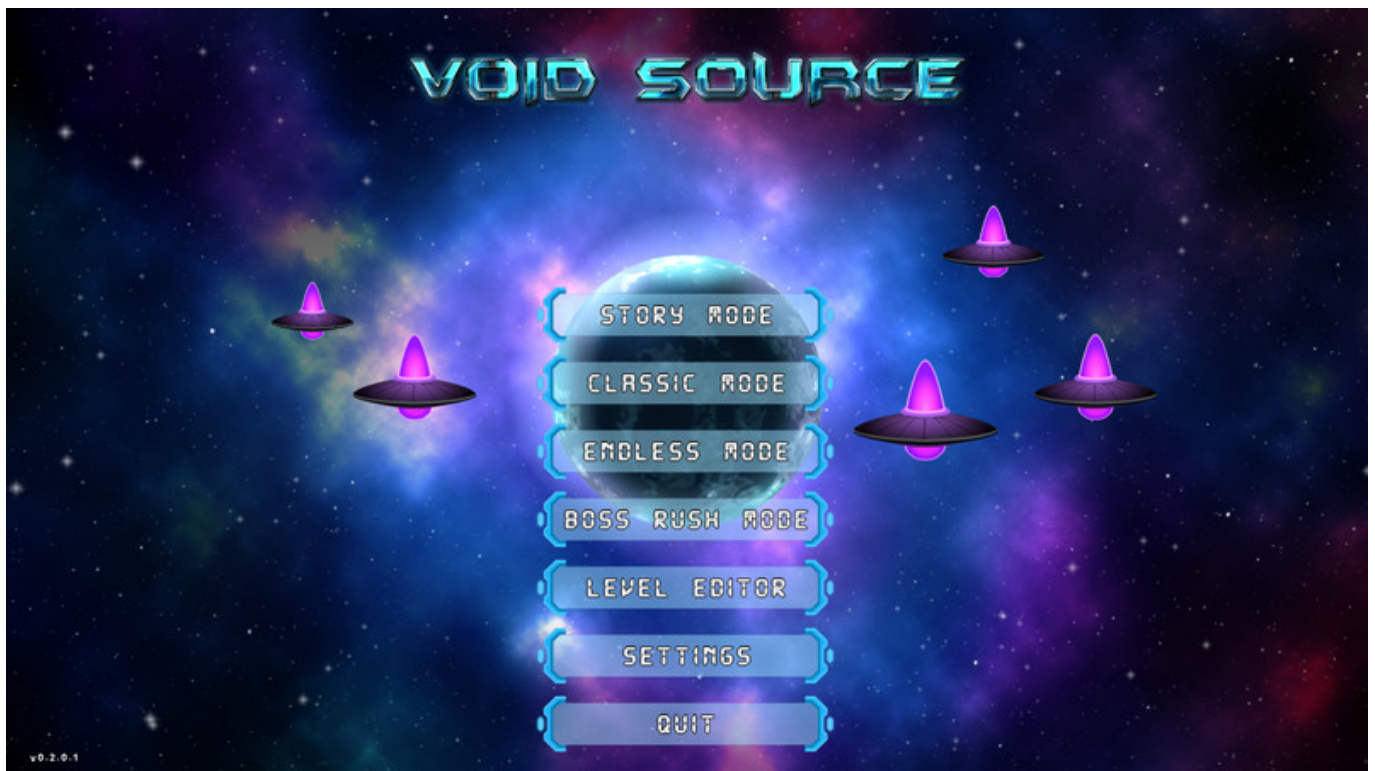 VOID SOURCE
STORY MODE
CLASSIC MODE
ENDLESS MODE
BOSS RUSH MODE
LEVEL EDITOR
SETTINGS
QUIT
v0.2.0.1